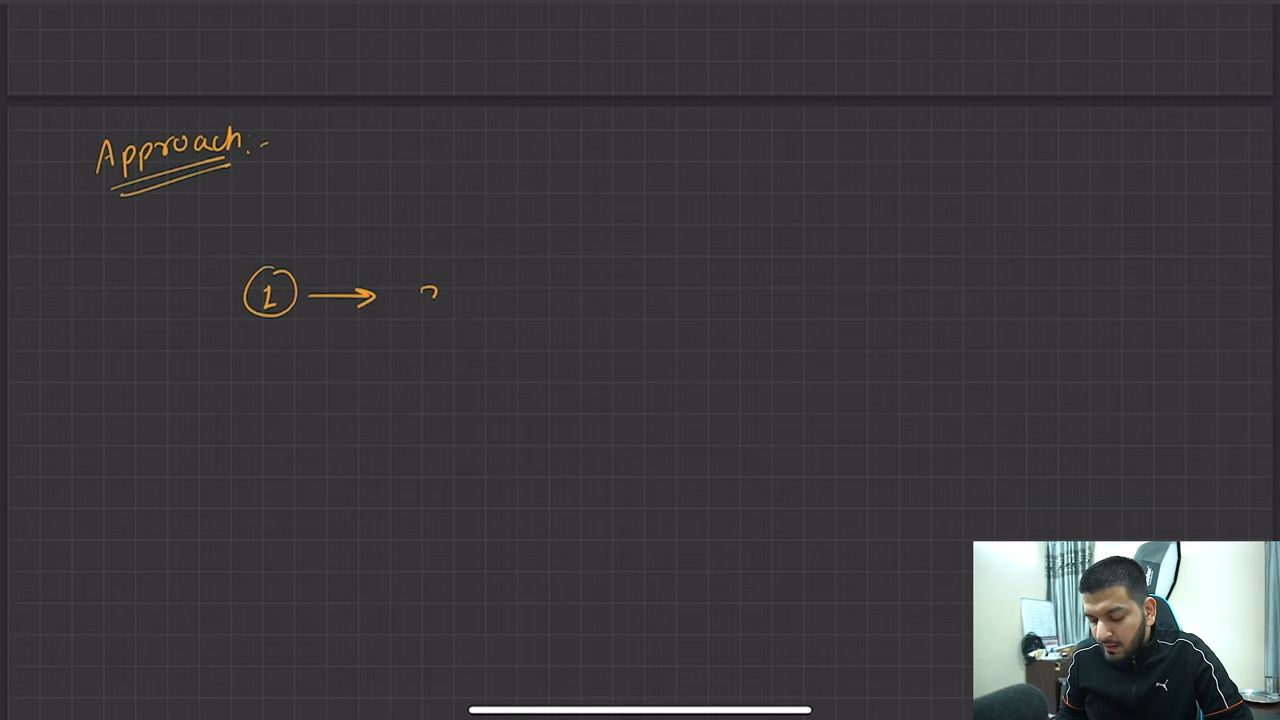 Approach :-
① →